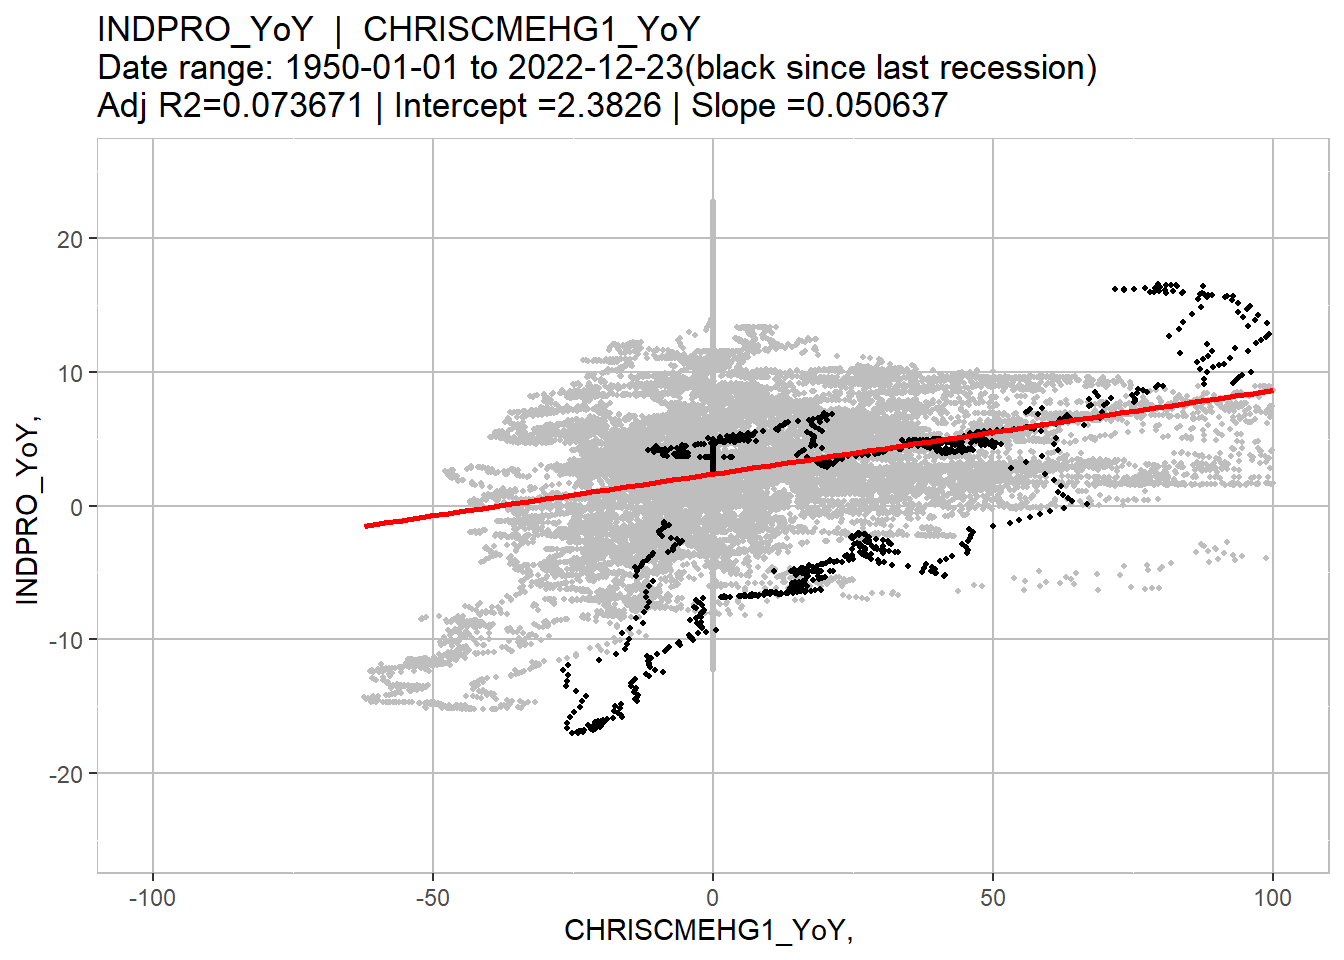 INDPRO_YoY | CHRISCMEHG1_YoY
Date range: 1950-01-01 to 2022-12-23(black since last recession)
Adj R2=0.073671 | Intercept =2.3826 | Slope =0.050637
INDPRO_YoY,
20
10
0
-10
-20
-100
-50
0
50
100
CHRISCMEHG1_YoY,